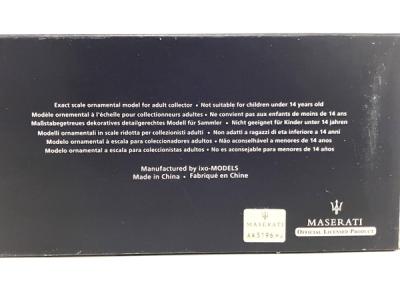 Exact scale ornamental model for adult collector • Not suitable for children under 14 years old
Modèle ornemental à l'échelle pour collectionneurs adultes • Ne convient pas aux enfants de moins de 14 ans
Maßstabegetreues dekoratives detailgerechtes Modell für Sammler • Nicht geeignet für Kinder unter 14 jahren
Modelli ornamentali in scale ridotta per collezionisti adulti • Non adatti a ragazzi di eta inferiore a 14 anni
Modelo ornamental à escala para colecionadores adultos • Não aconselhável a menores de 14 anos
Modelo ornamental a escala para coleccionistas adultos • No es aconsejable para menores de 14 años
Manufactured by ixo-MODELS
Made in China • Fabriqué en Chine
MASERATI
OFFICIAL LICENSED PRODUCT